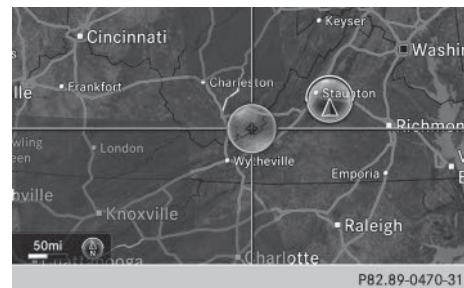 Keyser
Cincinnati
Washin
lle
Frankfort
Charleston
Staunton
Richmon
wling
een
London
Wytheville
Emporia
hville
Knoxville
Raleigh
50mi
N
Chattanooga
Charlotte
P82.89-0470-31